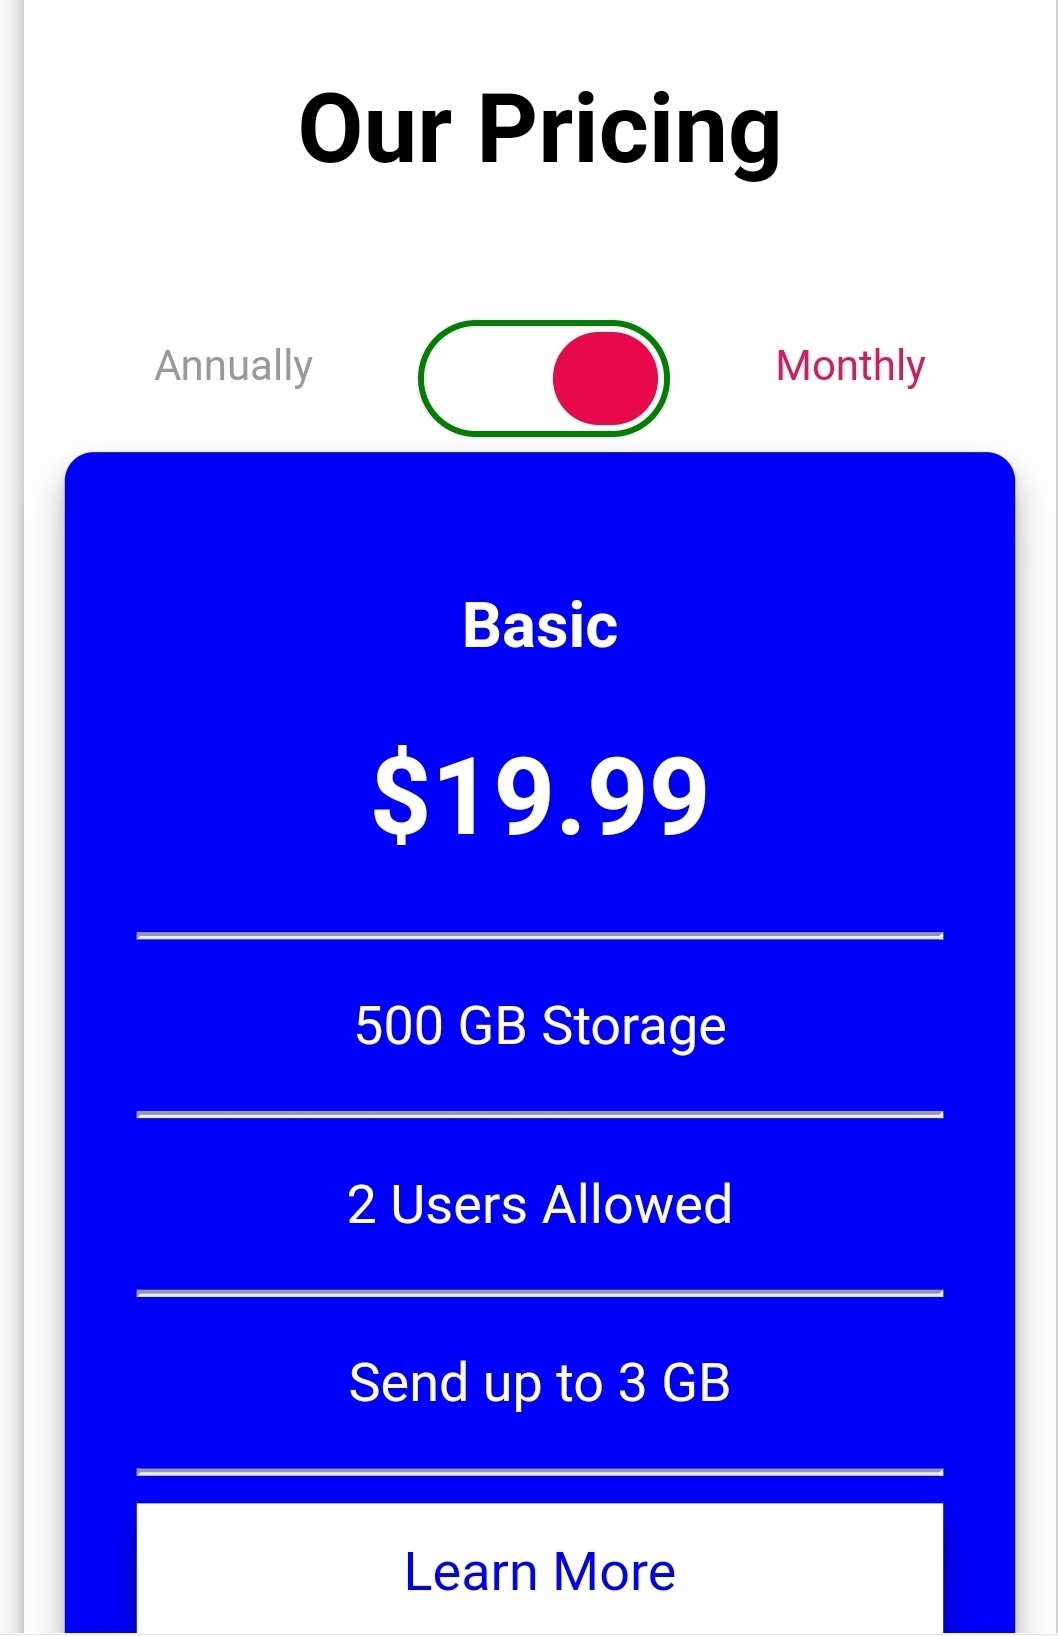 Our Pricing
Annually
Monthly
Basic
$19.99
500 GB Storage
2 Users Allowed
Send up to 3 GB
Learn More